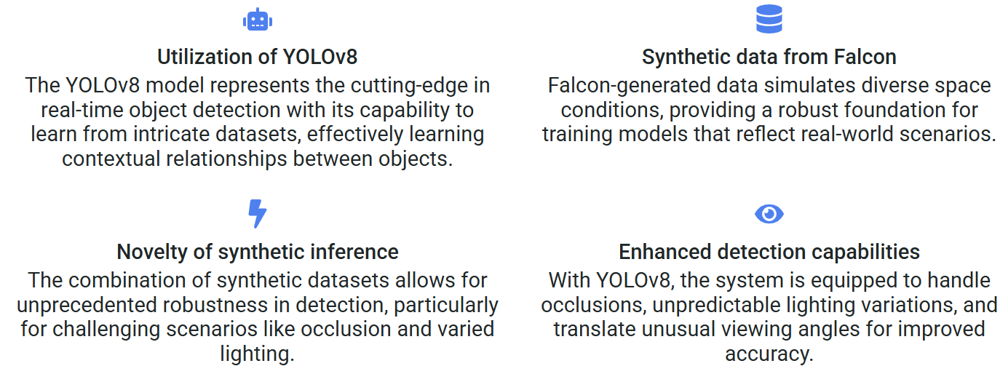 Utilization of YOLOv8
The YOLOv8 model represents the cutting-edge in
real-time object detection with its capability to
learn from intricate datasets, effectively learning
contextual relationships between objects.
Synthetic data from Falcon
Falcon-generated data simulates diverse space
conditions, providing a robust foundation for
training models that reflect real-world scenarios.
Novelty of synthetic inference
The combination of synthetic datasets allows for
unprecedented robustness in detection, particularly
for challenging scenarios like occlusion and varied
lighting.
Enhanced detection capabilities
With YOLOv8, the system is equipped to handle
occlusions, unpredictable lighting variations, and
translate unusual viewing angles for improved
accuracy.